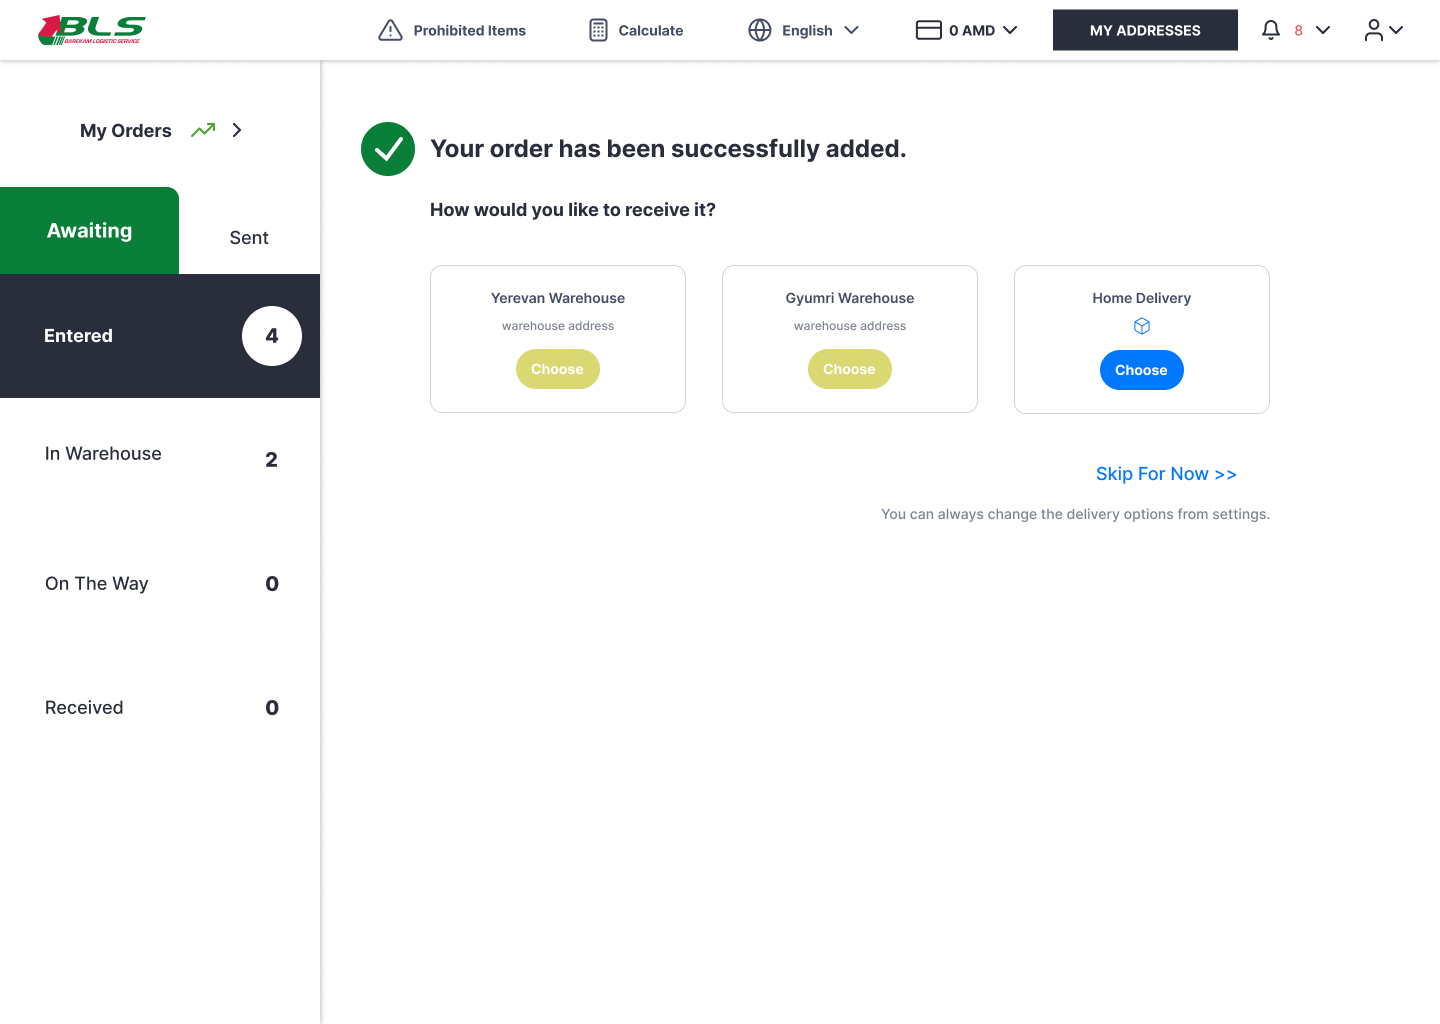 BLS
BAREKAM LOGISTIC SERVICE
Prohibited Items
Calculate
English
0 AMD
MY ADDRESSES
8
My Orders
Awaiting
Sent
Entered
4
In Warehouse
2
On The Way
0
Received
0
Your order has been successfully added.
How would you like to receive it?
Yerevan Warehouse
warehouse address
Choose
Gyumri Warehouse
warehouse address
Choose
Home Delivery
Choose
Skip For Now >>
You can always change the delivery options from settings.